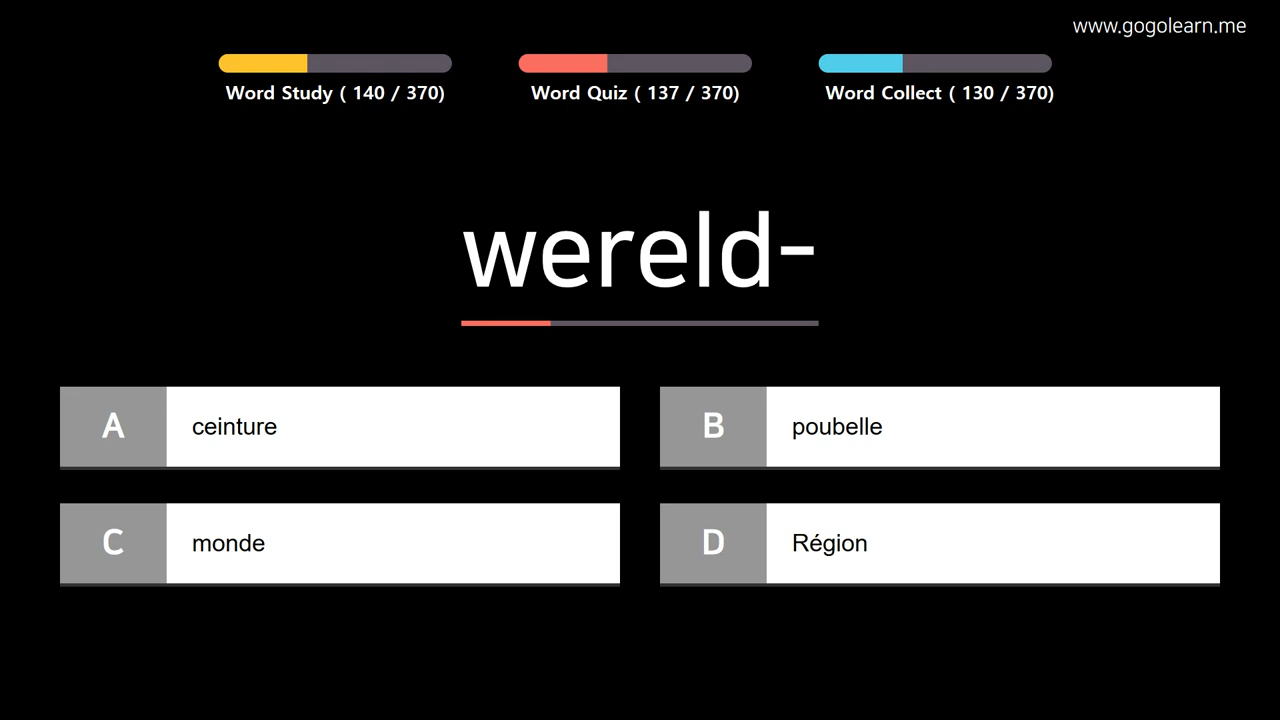 www.gogolearn.me
Word Study ( 140 / 370)
Word Quiz ( 137 / 370)
Word Collect ( 130 / 370)
wereld-
A ceinture
B poubelle
C monde
D Région